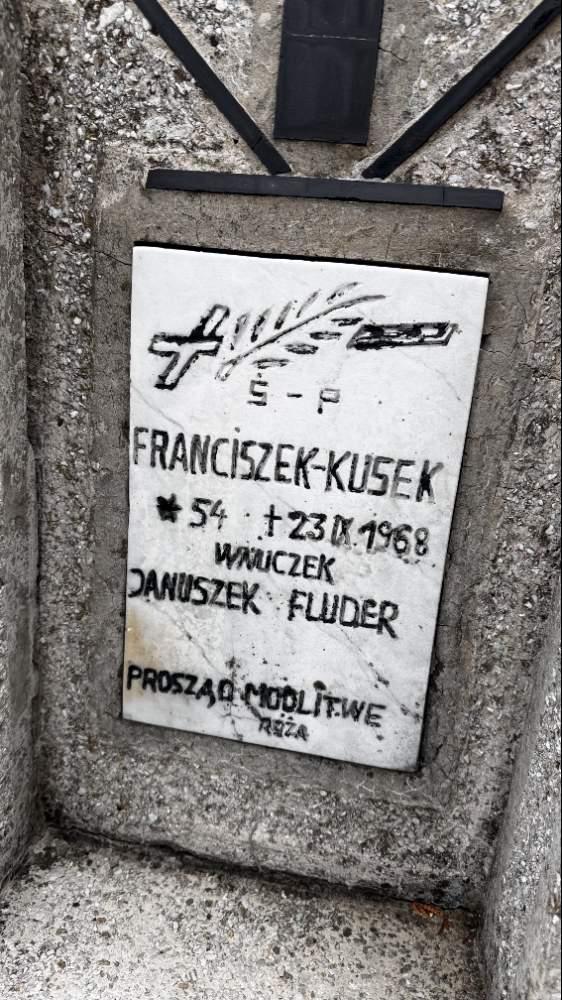 Ś - P
FRANCISZEK-KUSEK
* 54 † 23 IX 1968
WNUCZEK
JANUSZEK FLUDER
PROSZĄ O MODLITWE
RÓŻA